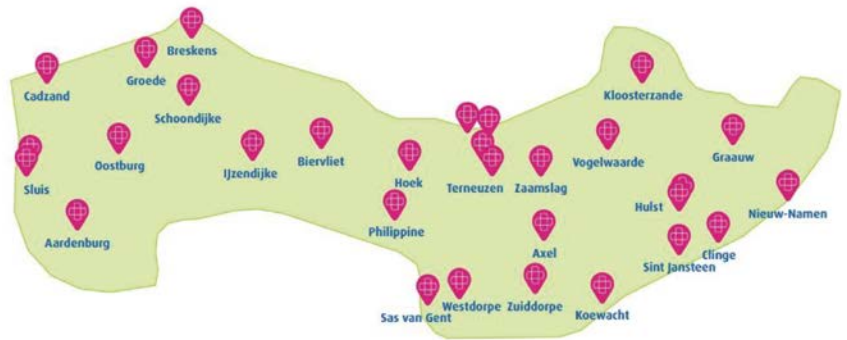 Breskens
Groede
Cadzand
Kloosterzande
Schoondijke
Graauw
Oostburg
Biervliet
Vogelwaarde
IJzendijke
Hoek
Terneuzen
Zaamslag
Sluis
Hulst
Nieuw-Namen
Philippine
Aardenburg
Axel
Clinge
Sint Jansteen
Westdorpe
Zuiddorpe
Sas van Gent
Koewacht